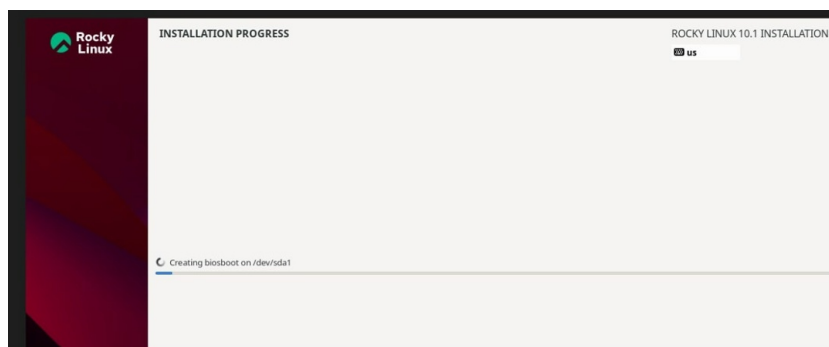 Rocky
Linux
INSTALLATION PROGRESS
ROCKY LINUX 10.1 INSTALLATION
us
Creating biosboot on /dev/sda1